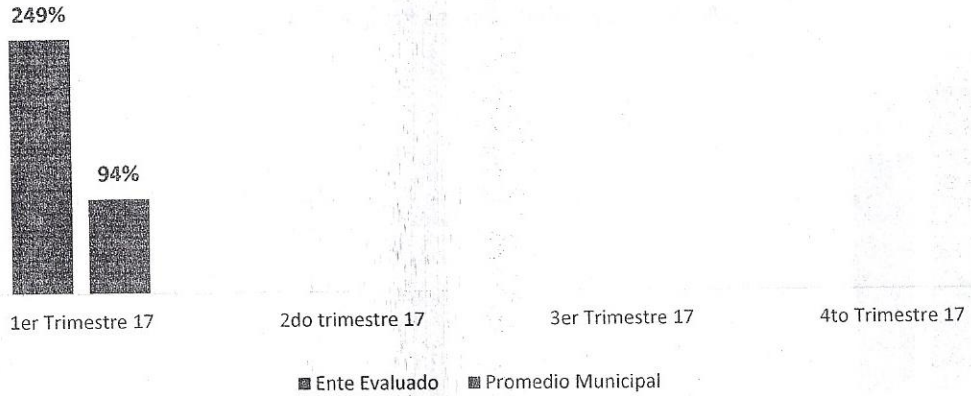 249%
94%
1er Trimestre 17 2do trimestre 17 3er Trimestre 17 4to Trimestre 17
Ente Evaluado Promedio Municipal